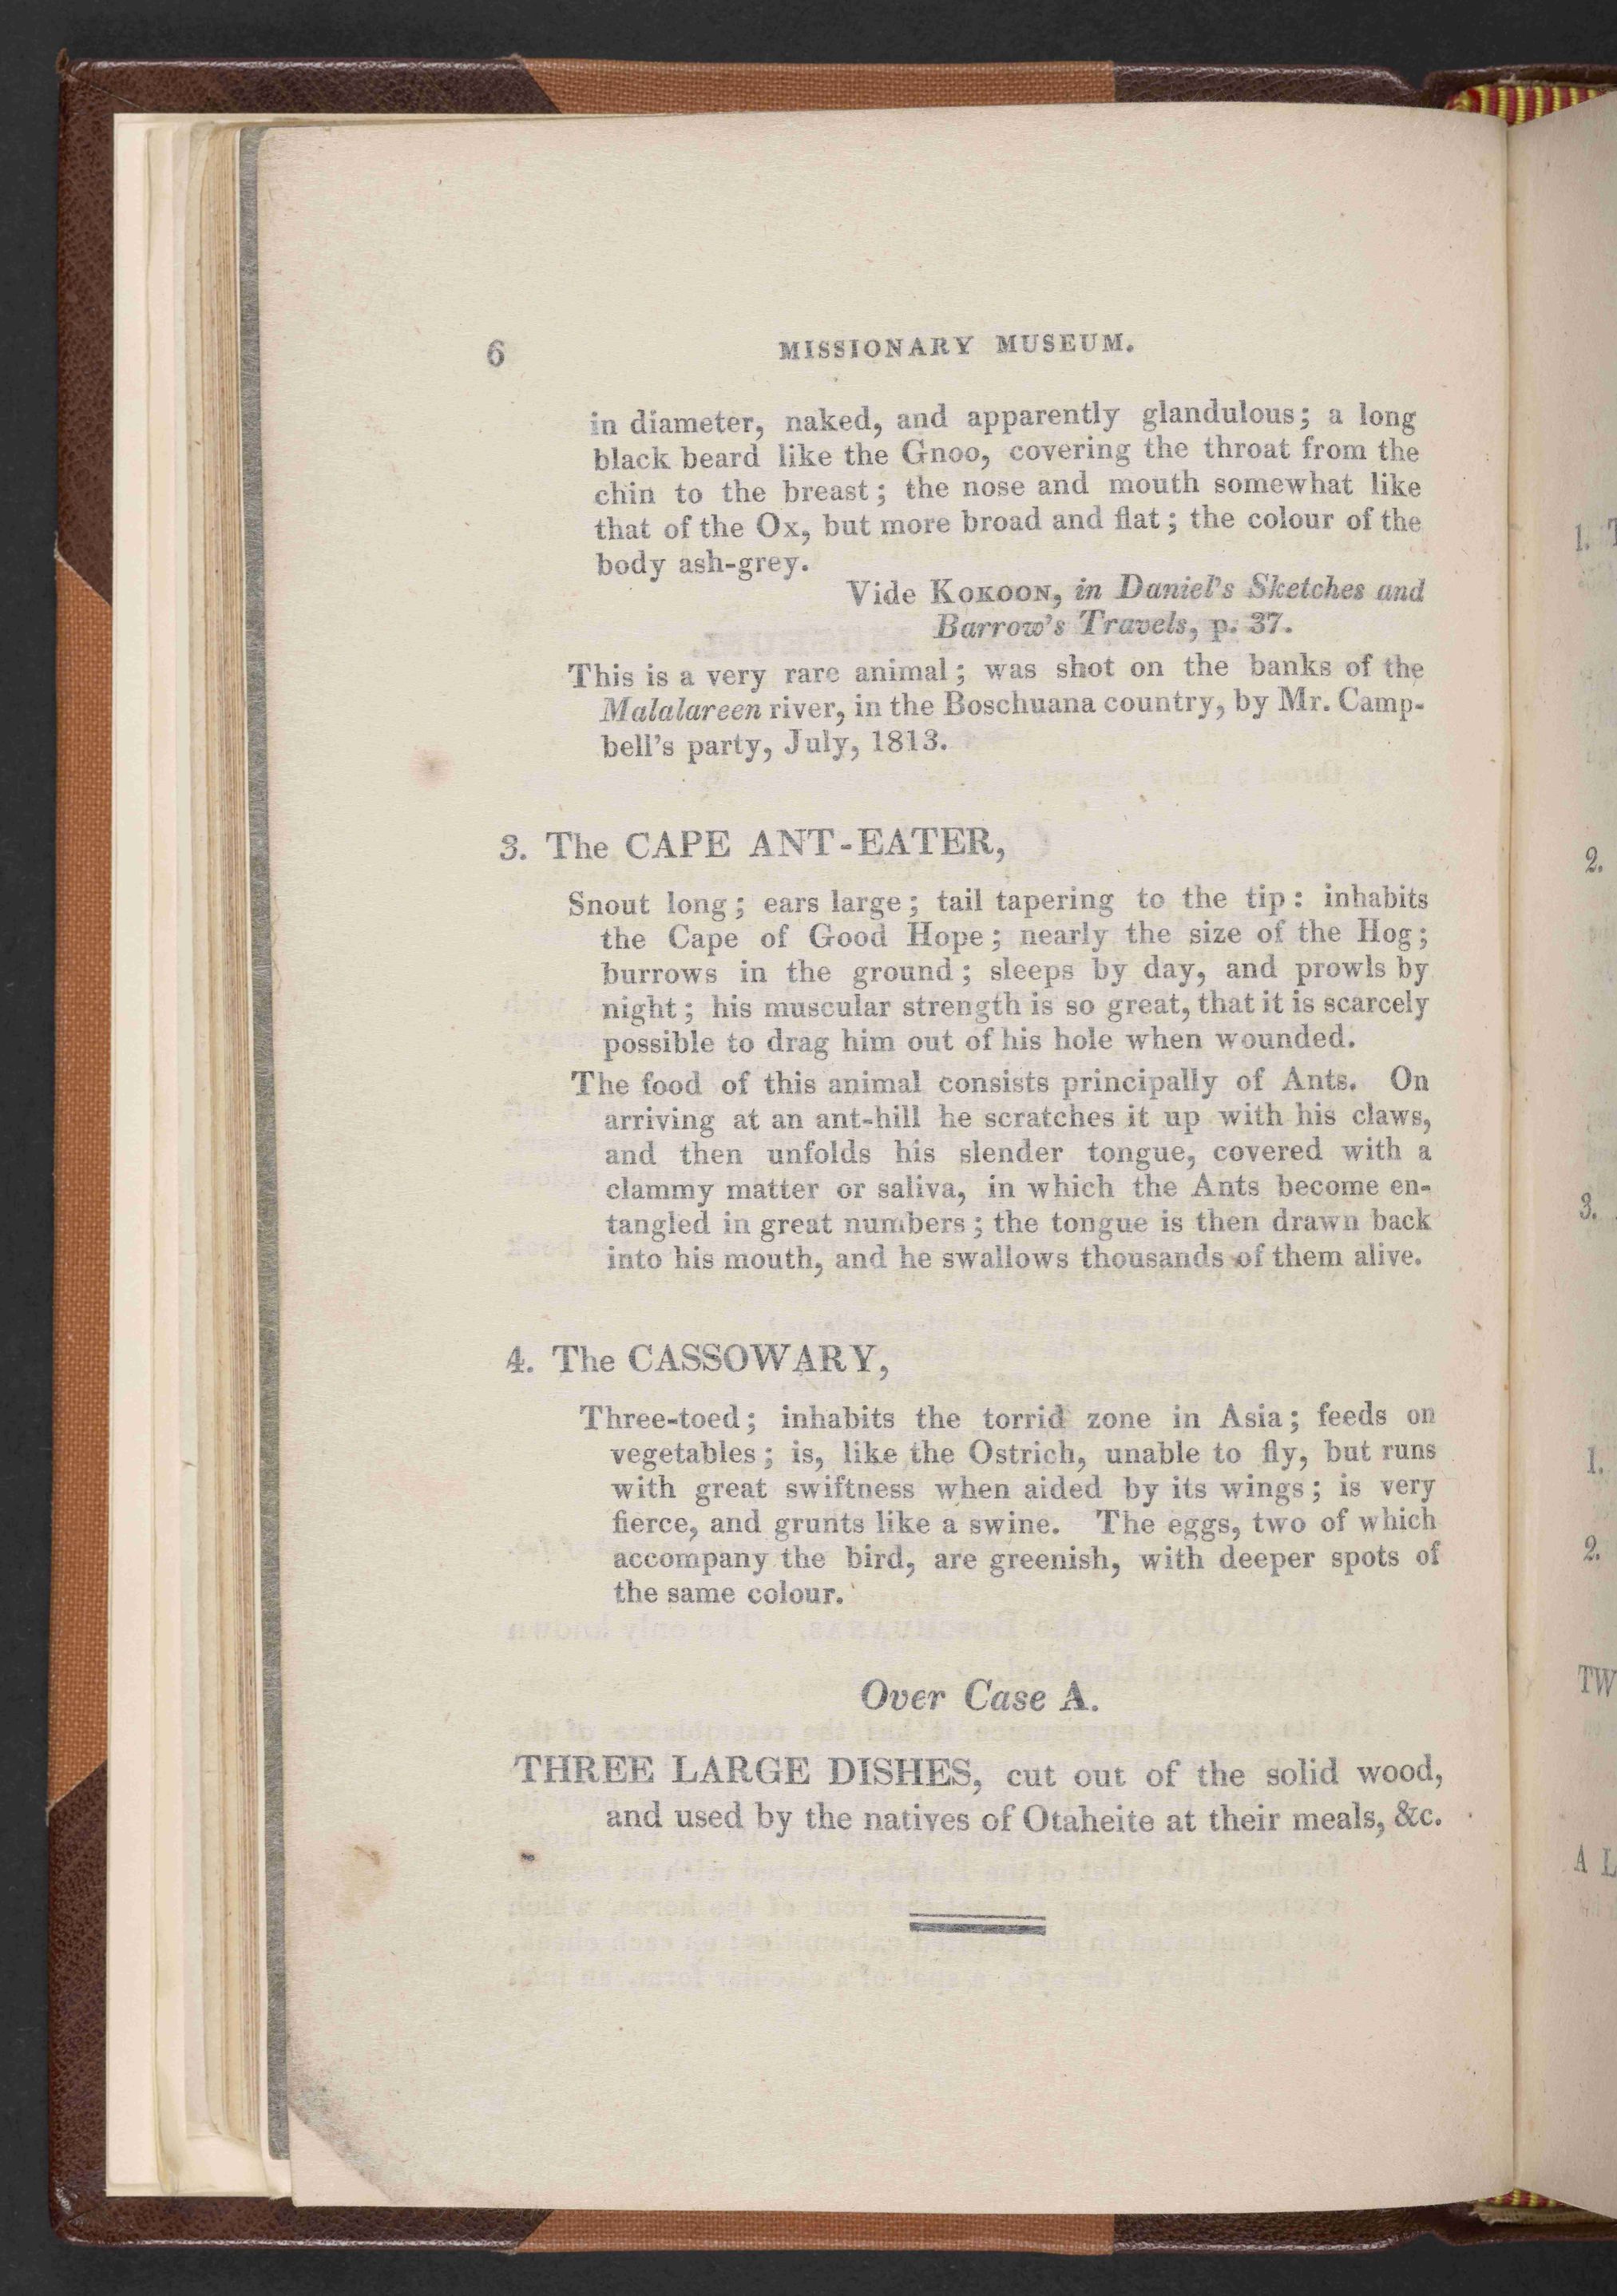 6 MISSIONARY MUSEUM.
in diameter, naked, and apparently glandulous; a long
black beard like the Gnoo, covering the throat from the
chin to the breast; the nose and mouth somewhat like
that of the Ox, but more broad and flat; the colour of the
body ash-grey.
Vide KOKOON, in Daniel's Sketches and
Barrow's Travels, p. 37.
This is a very rare animal; was shot on the banks of the
Malalareen river, in the Boschuana country, by Mr. Camp-
bell's party, July, 1813.
3. The CAPE ANT-EATER,
Snout long; ears large; tail tapering to the tip: inhabits
the Cape of Good Hope; nearly the size of the Hog;
burrows in the ground; sleeps by day, and prowls by
night; his muscular strength is so great, that it is scarcely
possible to drag him out of his hole when wounded.
The food of this animal consists principally of Ants. On
arriving at an ant-hill he scratches it up with his claws,
and then unfolds his slender tongue, covered with a
clammy matter or saliva, in which the Ants become en-
tangled in great numbers; the tongue is then drawn back
into his mouth, and he swallows thousands of them alive.
4. The CASSOWARY,
Three-toed; inhabits the torrid zone in Asia; feeds on
vegetables; is, like the Ostrich, unable to fly, but runs
with great swiftness when aided by its wings; is very
fierce, and grunts like a swine. The eggs, two of which
accompany the bird, are greenish, with deeper spots of
the same colour.
Over Case A.
THREE LARGE DISHES, cut out of the solid wood,
and used by the natives of Otaheite at their meals, &c.
1.
2.
3.
1.
2.
TW
A L